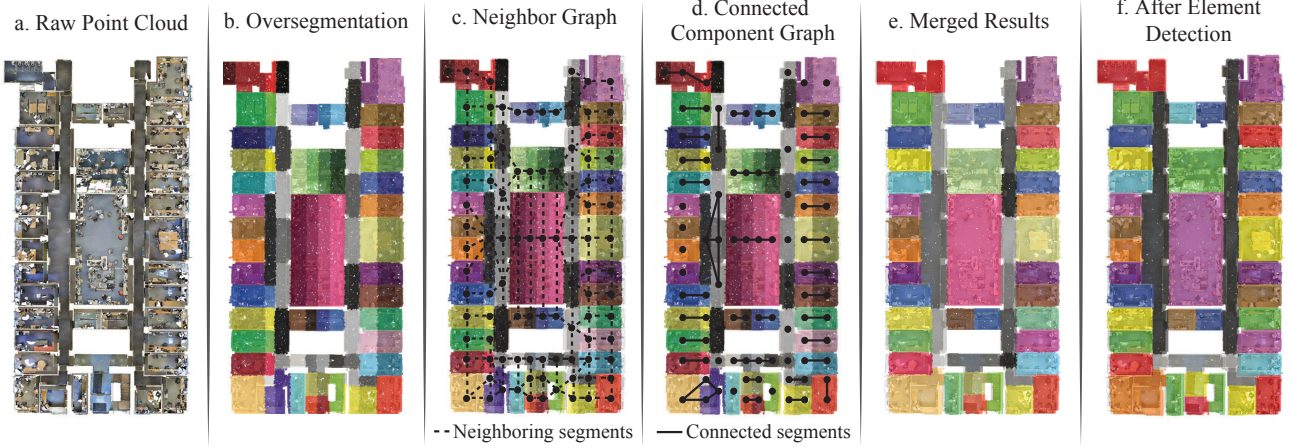 a. Raw Point Cloud
b. Oversegmentation
c. Neighbor Graph
d. Connected
Component Graph
e. Merged Results
f. After Element
Detection
Neighboring segments
Connected segments